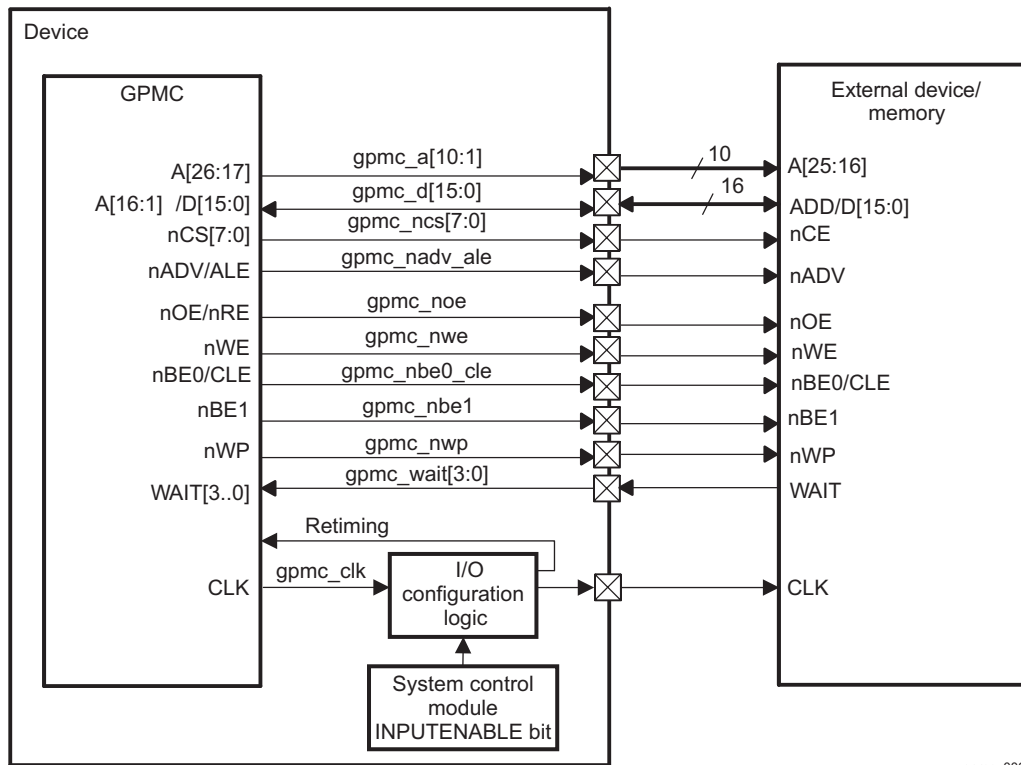 Device
GPMC
External device/
memory
A[26:17]
gpmc_a[10:1]
10
A[25:16]
A[16:1] /D[15:0]
gpmc_d[15:0]
16
ADD/D[15:0]
nCS[7:0]
gpmc_ncs[7:0]
nCE
nADV/ALE
gpmc_nadv_ale
nADV
nOE/nRE
gpmc_noe
nOE
nWE
gpmc_nwe
nWE
nBE0/CLE
gpmc_nbe0_cle
nBE0/CLE
nBE1
gpmc_nbe1
nBE1
nWP
gpmc_nwp
nWP
WAIT[3..0]
gpmc_wait[3:0]
WAIT
Retiming
CLK
gpmc_clk
I/O
configuration
logic
CLK
System control
module
INPUTENABLE bit